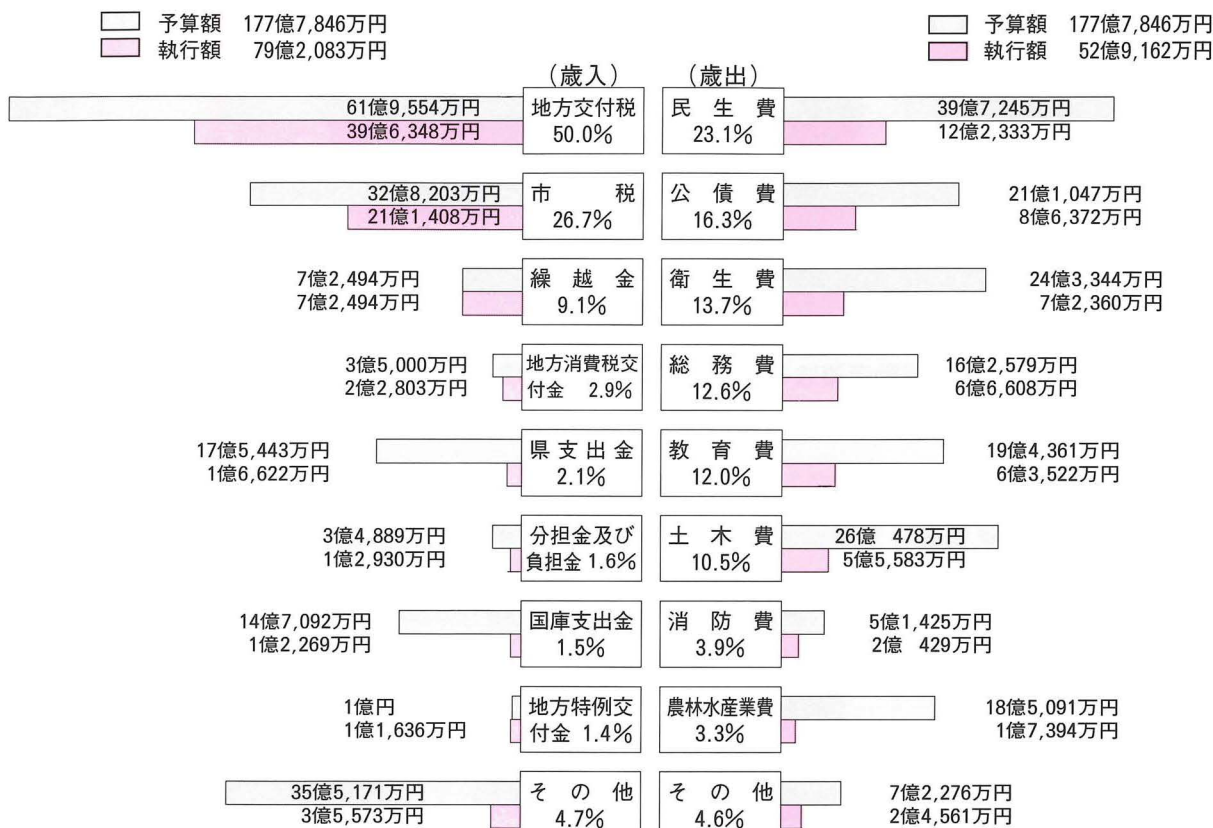 予算額 177億7,846万円
執行額 79億2,083万円
予算額 177億7,846万円
執行額 52億9,162万円
（歳入）
（歳出）
61億9,554万円
39億6,348万円
地方交付税
50.0%
民生費
23.1%
39億7,245万円
12億2,333万円
32億8,203万円
21億1,408万円
市税
26.7%
公債費
16.3%
21億1,047万円
8億6,372万円
7億2,494万円
7億2,494万円
繰越金
9.1%
衛生費
13.7%
24億3,344万円
7億2,360万円
3億5,000万円
2億2,803万円
地方消費税交
付金 2.9%
総務費
12.6%
16億2,579万円
6億6,608万円
17億5,443万円
1億6,622万円
県支出金
2.1%
教育費
12.0%
19億4,361万円
6億3,522万円
3億4,889万円
1億2,930万円
分担金及び
負担金 1.6%
土木費
10.5%
26億 478万円
5億5,583万円
14億7,092万円
1億2,269万円
国庫支出金
1.5%
消防費
3.9%
5億1,425万円
2億 429万円
1億円
1億1,636万円
地方特例交
付金 1.4%
農林水産業費
3.3%
18億5,091万円
1億7,394万円
35億5,171万円
3億5,573万円
その他
4.7%
その他
4.6%
7億2,276万円
2億4,561万円